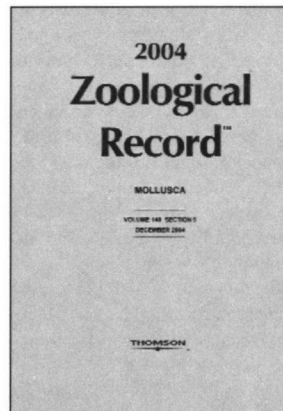 2004
Zoological
Record™
MOLLUSCA
VOLUME 140 SECTION
DECEMBER 2004
THOMSON